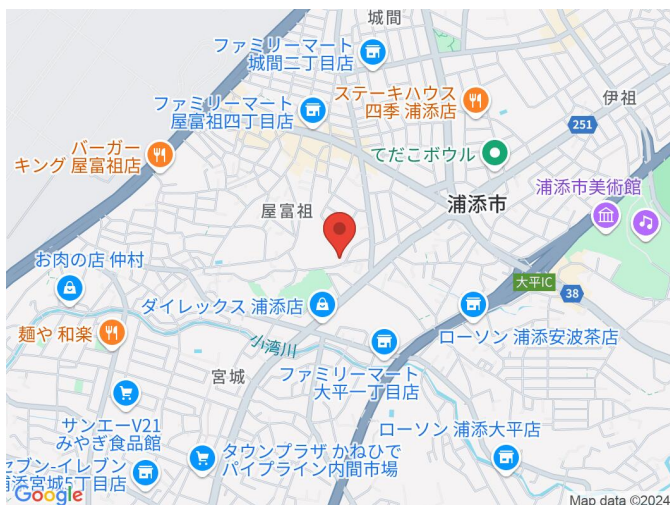 城間
ファミリーマート
城間二丁目店
ステーキハウス
四季 浦添店
伊祖
ファミリーマート
屋富祖四丁目店
251
バーガー
キング 屋富祖店
てだこボウル
浦添市美術館
浦添市
屋富祖
お肉の店 仲村
大平IC
38
ダイレックス 浦添店
麺や 和楽
小湾川
ローソン 浦添安波茶店
宮城
ファミリーマート
大平一丁目店
サンエーV21
みやぎ食品館
ローソン 浦添大平店
タウンプラザ かねひで
パイプライン内間市場
セブン-イレブン
浦添宮城5丁目店
Google
Map data ©2024